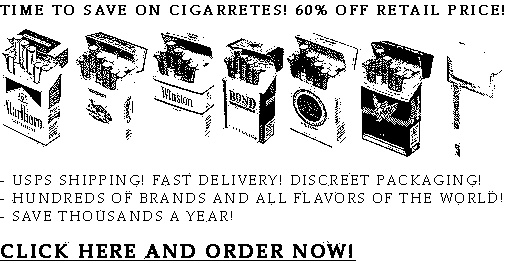 TIME TO SAVE ON CIGARRETES! 60% OFF RETAIL PRICE!
Marlboro
Winston
BOND
- USPS SHIPPING! FAST DELIVERY! DISCREET PACKAGING!
- HUNDREDS OF BRANDS AND ALL FLAVORS OF THE WORLD!
- SAVE THOUSANDS A YEAR!
CLICK HERE AND ORDER NOW!